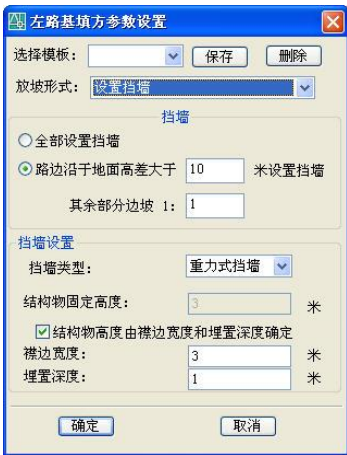 左路基填方参数设置
选择模板: 保存 删除
放坡形式: 设置挡墙
挡墙
全部设置挡墙
路边沿于地面高差大于 10 米设置挡墙
其余部分边坡 1: 1
挡墙设置
挡墙类型: 重力式挡墙
结构物固定高度: 3 米
结构物高度由襟边宽度和埋置深度确定
襟边宽度: 3 米
埋置深度: 1 米
确定 取消